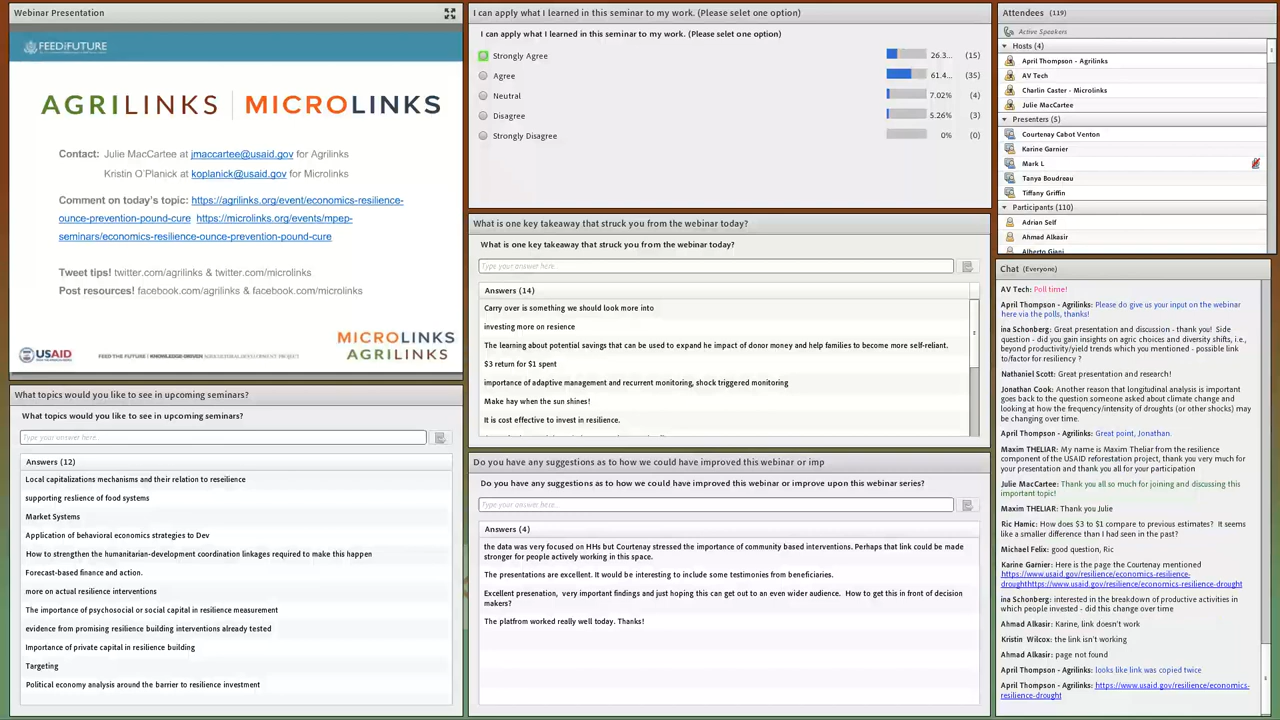 Webinar Presentation
FEED FUTURE
AGRILINKS | MICROLINKS
Contact: Julie MacCartee at jmaccartee@usaid.gov for Agrilinks
Kristin O'Planick at koplanick@usaid.gov for Microlinks
Comment on today's topic: https://agrilinks.org/event/economics-resilience-
ounce-prevention-pound-cure https://microlinks.org/events/mpep-
seminars/economics-resilience-ounce-prevention-pound-cure
Tweet tips! twitter.com/agrilinks & twitter.com/microlinks
Post resources! facebook.com/agrilinks & facebook.com/microlinks
MICROLINKS
AGRILINKS
USAID
FEED THE FUTURE KNOWLEDGE-DRIVEN AGRICULTURAL DEVELOPMENT PROJECT
What topics would you like to see in upcoming seminars?
What topics would you like to see in upcoming seminars?
Type your answer here...
Answers (12)
Local capitalizations mechanisms and their relation to reseilience
supporting reslience of food systems
Market Systems
Application of behavioral economics strategies to Dev
How to strengthen the humanitarian-development coordination linkages required to make this happen
Forecast-based finance and action.
more on actual resilience interventions
The importance of psychosocial or social capital in resilience measurement
evidence from promising resilience building interventions already tested
Importance of private capital in resilience building
Targeting
Political economy analysis around the barrier to resilience investment
I can apply what I learned in this seminar to my work. (Please selet one option)
I can apply what I learned in this seminar to my work. (Please selet one option)
Strongly Agree 26.3... (15)
Agree 61.4... (35)
Neutral 7.02% (4)
Disagree 5.26% (3)
Strongly Disagree 0% (0)
What is one key takeaway that struck you from the webinar today?
What is one key takeaway that struck you from the webinar today?
Type your answer here...
Answers (14)
Carry over is something we should look more into
investing more on resience
The learning about potential savings that can be used to expand he impact of donor money and help families to become more self-reliant.
$3 return for $1 spent
importance of adaptive management and recurrent monitoring, shock triggered monitoring
Make hay when the sun shines!
It is cost effective to invest in resilience.
Do you have any suggestions as to how we could have improved this webinar or imp
Do you have any suggestions as to how we could have improved this webinar or improve upon this webinar series?
Type your answer here...
Answers (4)
the data was very focused on HHs but Courtenay stressed the importance of community based interventions. Perhaps that link could be made
stronger for people actively working in this space.
The presentations are excellent. It would be interesting to include some testimonies from beneficiaries.
Excellent presenation, very important findings and just hoping this can get out to an even wider audience. How to get this in front of decision
makers?
The platfrom worked really well today. Thanks!
Attendees (119)
Active Speakers
Hosts (4)
April Thompson - Agrilinks
AV Tech
Charlin Caster - Microlinks
Julie MacCartee
Presenters (5)
Courtenay Cabot Venton
Karine Garnier
Mark L
Tanya Boudreau
Tiffany Griffin
Participants (110)
Adrian Self
Ahmad Alkasir
Alberto Giani
Chat (Everyone)
AV Tech: Poll time!
April Thompson - Agrilinks: Please do give us your input on the webinar
here via the polls, thanks!
ina Schonberg: Great presentation and discussion - thank you! Side
question - did you gain insights on agric choices and diversity shifts, i.e.,
beyond productivity/yield trends which you mentioned - possible link
to/factor for resiliency ?
Nathaniel Scott: Great presentation and research!
Jonathan Cook: Another reason that longitudinal analysis is important
goes back to the question someone asked about climate change and
looking at how the frequency/intensity of droughts (or other shocks) may
be changing over time.
April Thompson - Agrilinks: Great point, Jonathan.
Maxim THELIAR: My name is Maxim Theliar from the resilience
component of the USAID reforestation project, thank you very much for
your presentation and thank you all for your participation
Julie MacCartee: Thank you all so much for joining and discussing this
important topic!
Maxim THELIAR: Thank you Julie
Ric Hamic: How does $3 to $1 compare to previous estimates? It seems
like a smaller difference than I had seen in the past?
Michael Felix: good question, Ric
Karine Garnier: Here is the page the Courtenay mentioned
https://www.usaid.gov/resilience/economics-resilience-
droughthttps://www.usaid.gov/resilience/economics-resilience-drought
ina Schonberg: interested in the breakdown of productive activities in
which people invested - did this change over time
Ahmad Alkasir: Karine, link doesn't work
Kristin Wilcox: the link isn't working
Ahmad Alkasir: page not found
April Thompson - Agrilinks: looks like link was copied twice
April Thompson - Agrilinks: https://www.usaid.gov/resilience/economics-
resilience-drought